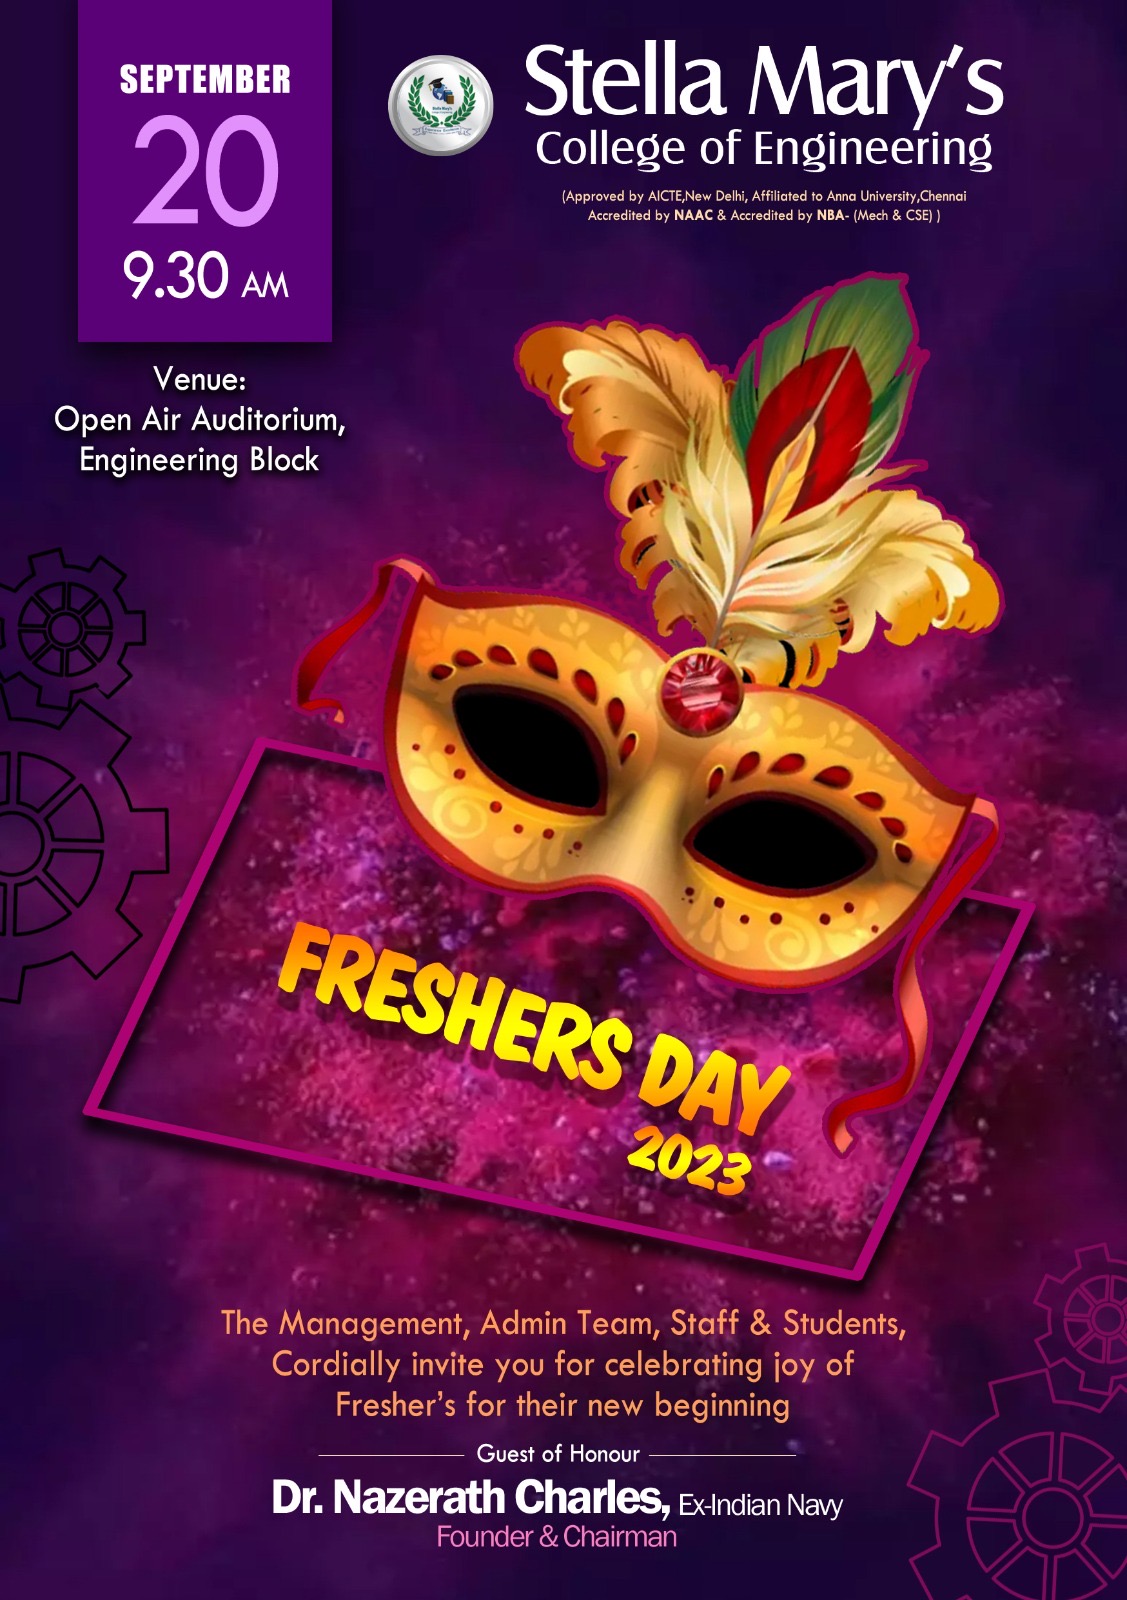 SEPTEMBER
20
9.30 AM
Venue:
Open Air Auditorium,
Engineering Block
Stella Mary's
College of Engineering
(Approved by AICTE,New Delhi, Affiliated to Anna University,Chennai
Accredited by NAAC & Accredited by NBA- (Mech & CSE) )
FRESHERS DAY
2023
The Management, Admin Team, Staff & Students,
Cordially invite you for celebrating joy of
Fresher's for their new beginning
Guest of Honour
Dr. Nazerath Charles, Ex-Indian Navy
Founder & Chairman